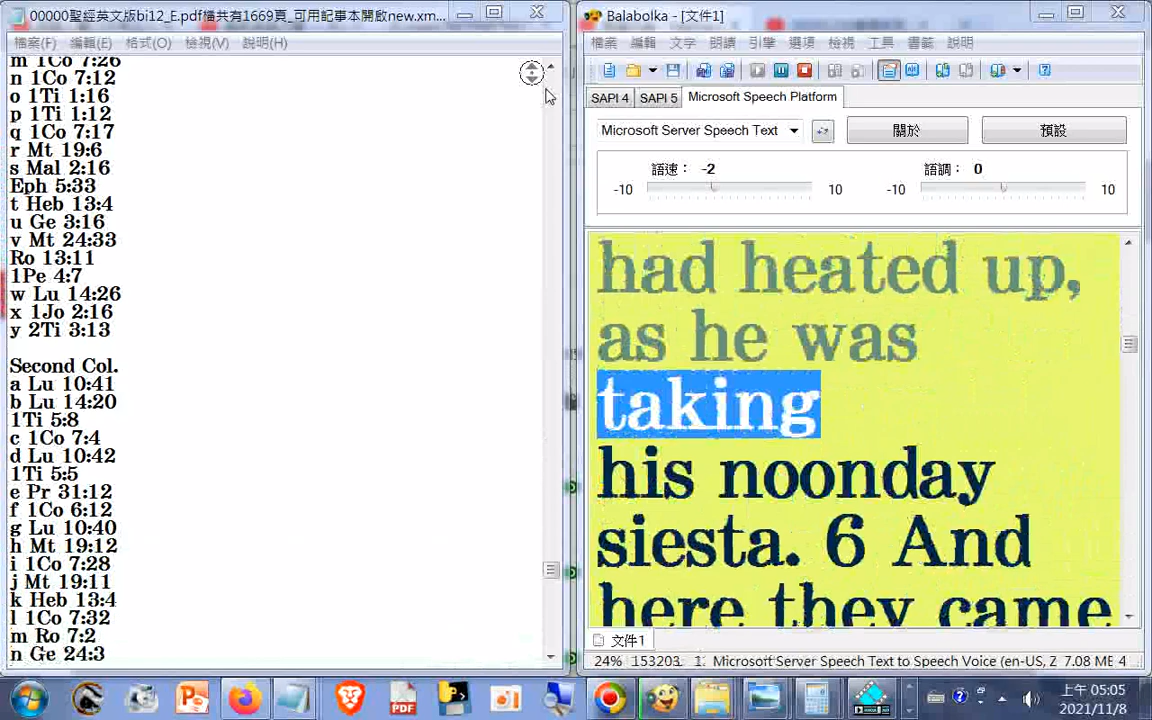 00000聖經英文版bi12_E.pdf檔共有1669頁_可用記事本開啟new.xm...
檔案(F) 編輯(E) 格式(O) 檢視(V) 說明(H)
m 1Co 7:26
n 1Co 7:12
o 1Ti 1:16
p 1Ti 1:12
q 1Co 7:17
r Mt 19:6
s Mal 2:16
Eph 5:33
t Heb 13:4
u Ge 3:16
v Mt 24:33
Ro 13:11
1Pe 4:7
w Lu 14:26
x 1Jo 2:16
y 2Ti 3:13
Second Col.
a Lu 10:41
b Lu 14:20
1Ti 5:8
c 1Co 7:4
d Lu 10:42
1Ti 5:5
e Pr 31:12
f 1Co 6:12
g Lu 10:40
h Mt 19:12
i 1Co 7:28
j Mt 19:11
k Heb 13:4
l 1Co 7:32
m Ro 7:2
n Ge 24:3
Balabolka - [文件1]
檔案 編輯 文字 朗讀 引擎 選項 檢視 工具 書籤 說明
SAPI 4 SAPI 5 Microsoft Speech Platform
Microsoft Server Speech Text 關於 預設
語速： -2 語調： 0
-10 10 -10 10
had heated up,
as he was
taking
his noonday
siesta. 6 And
here they came
文件1
24% 153203 1: Microsoft Server Speech Text to Speech Voice (en-US, Z 7.08 MB 4
上午 05:05
2021/11/8